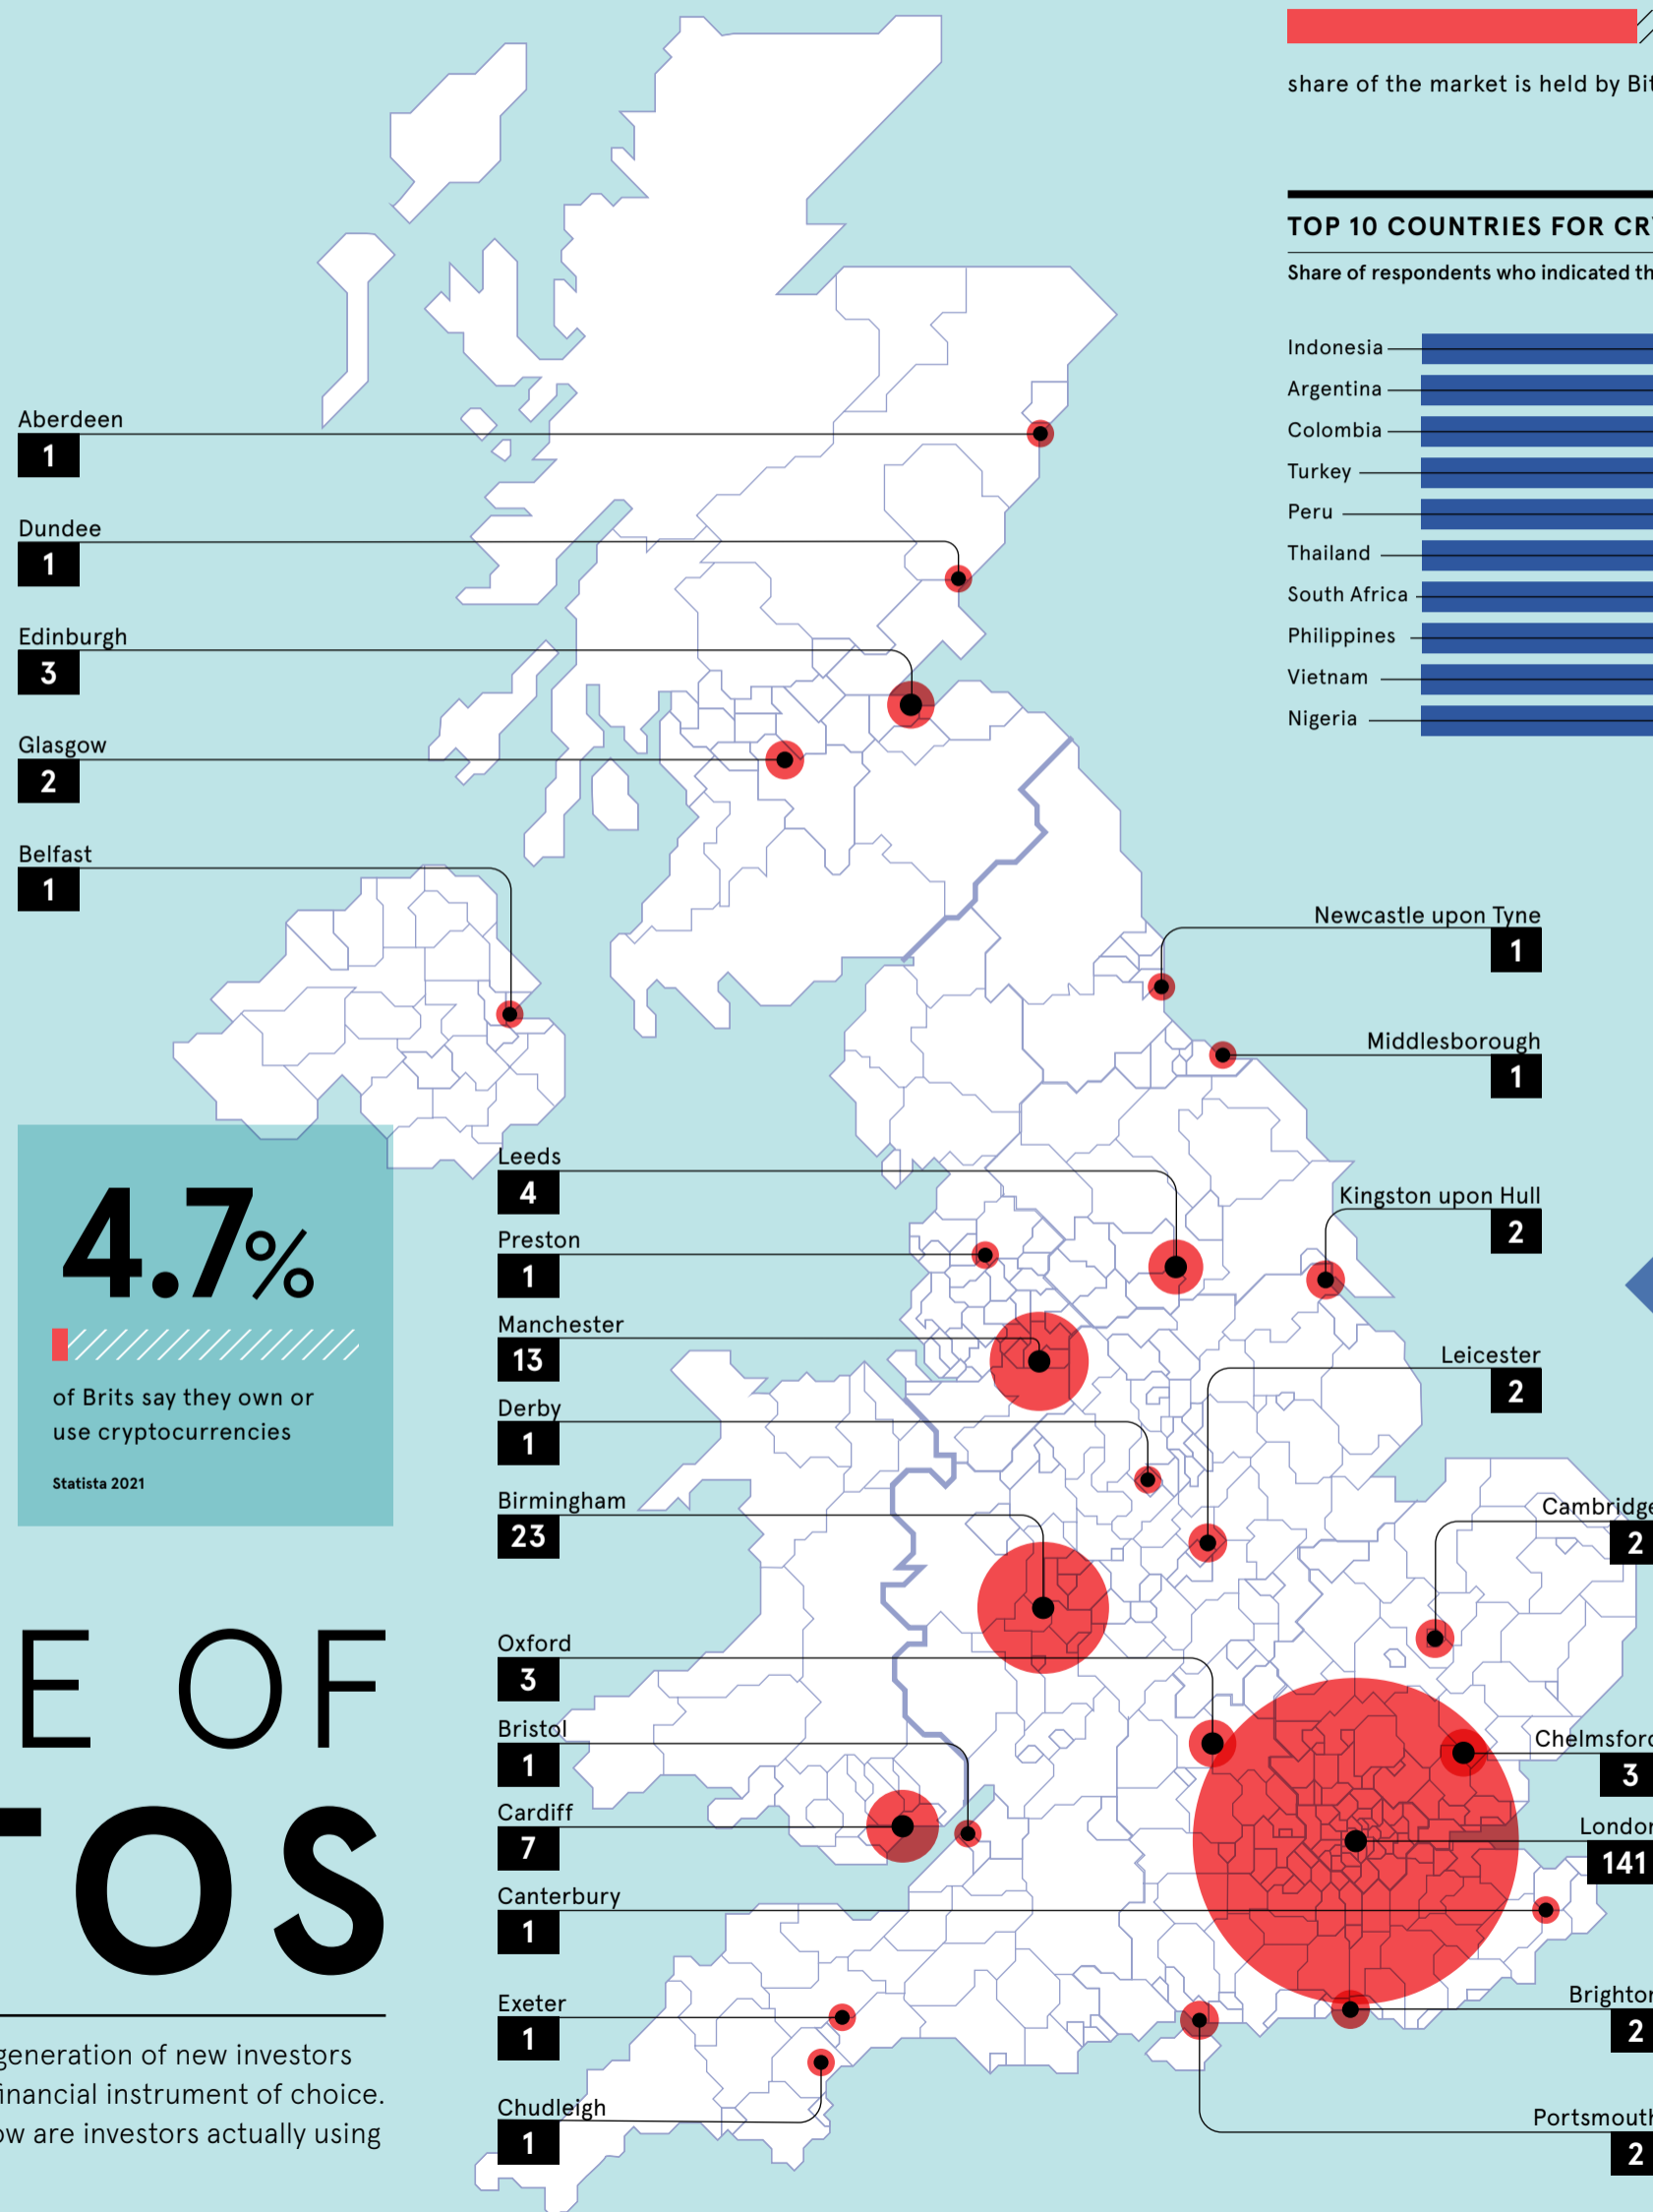 share of the market is held by
TOP 10 COUNTRIES FOR
Share of respondents who indicated
Indonesia
Argentina
Colombia
Turkey
Peru
Thailand
South Africa
Philippines
Vietnam
Nigeria
Aberdeen
1
Dundee
1
Edinburgh
3
Glasgow
2
Belfast
1
Newcastle upon Tyne
1
Middlesborough
1
Kingston upon Hull
2
Leicester
2
Cambridge
2
Chelmsford
3
London
141
Brighton
2
Portsmouth
2
Leeds
4
Preston
1
Manchester
13
Derby
1
Birmingham
23
Oxford
3
Bristol
1
Cardiff
7
Canterbury
1
Exeter
1
Chudleigh
1
4.7%
of Brits say they own or
use cryptocurrencies
Statista 2021
E OF
TOS
generation of new investors
financial instrument of choice.
ow are investors actually using